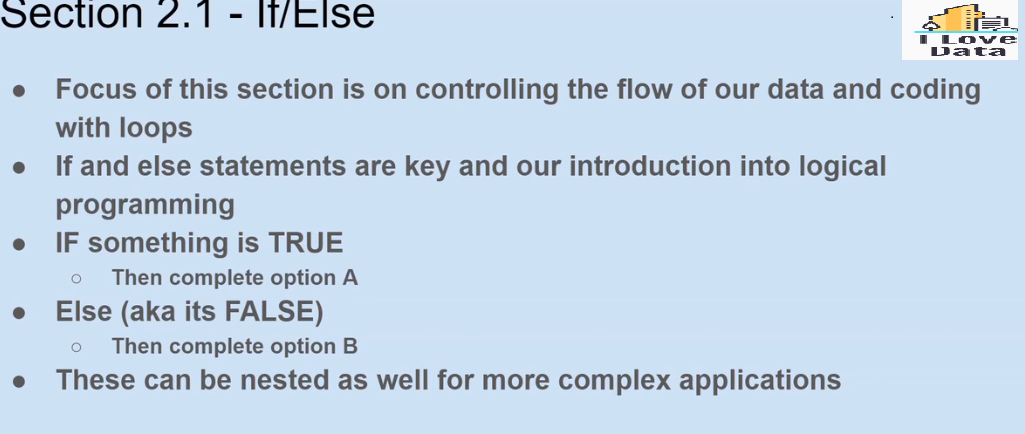 Section 2.1 - If/Else
I Love
Data
● Focus of this section is on controlling the flow of our data and coding
with loops
● If and else statements are key and our introduction into logical
programming
● IF something is TRUE
○ Then complete option A
● Else (aka its FALSE)
○ Then complete option B
● These can be nested as well for more complex applications